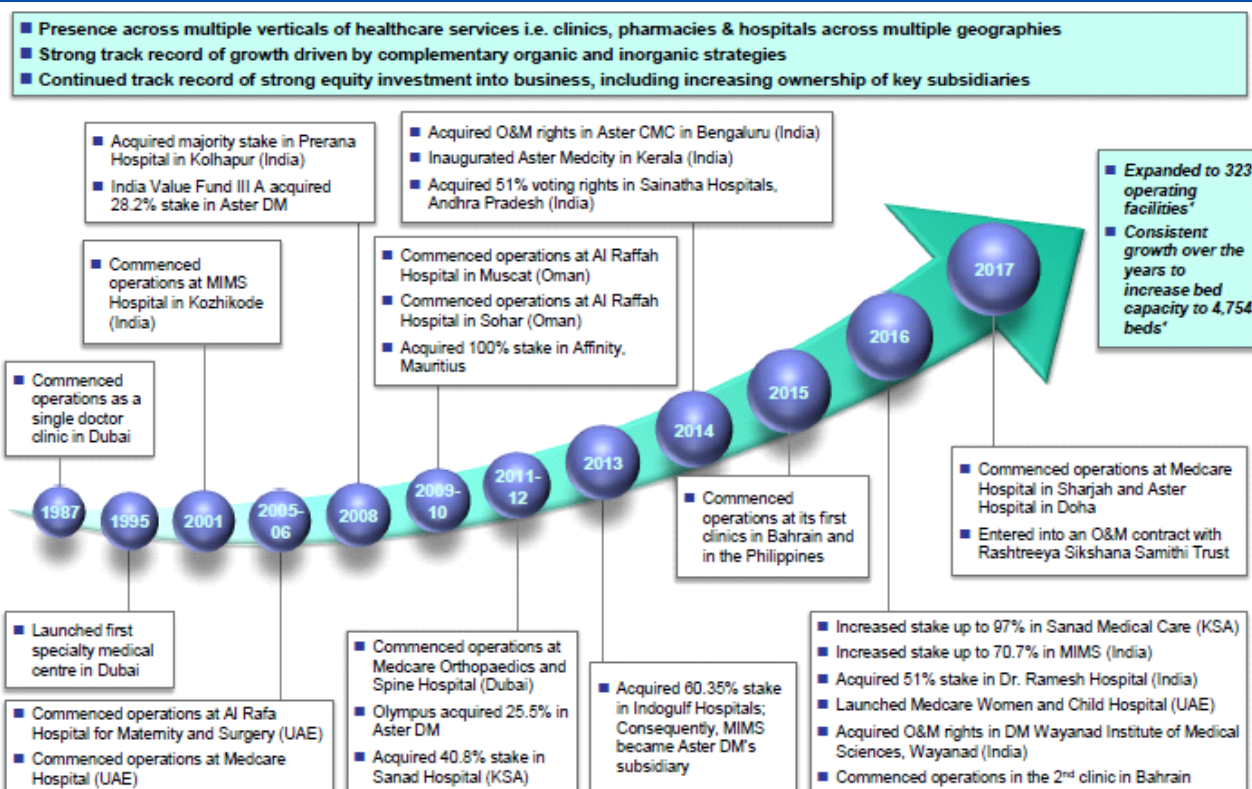 Presence across multiple verticals of healthcare services i.e. clinics, pharmacies & hospitals across multiple geographies
Strong track record of growth driven by complementary organic and inorganic strategies
Continued track record of strong equity investment into business, including increasing ownership of key subsidiaries
Acquired majority stake in Prerana
Hospital in Kolhapur (India)
India Value Fund III A acquired
28.2% stake in Aster DM
Acquired O&M rights in Aster CMC in Bengaluru (India)
Inaugurated Aster Medcity in Kerala (India)
Acquired 51% voting rights in Sainatha Hospitals,
Andhra Pradesh (India)
Expanded to 323
operating
facilities*
Consistent
growth over the
years to
increase bed
capacity to 4,754
beds*
Commenced
operations at MIMS
Hospital in Kozhikode
(India)
Commenced operations at Al Raffah
Hospital in Muscat (Oman)
Commenced operations at Al Raffah
Hospital in Sohar (Oman)
Acquired 100% stake in Affinity,
Mauritius
Commenced
operations as a
single doctor
clinic in Dubai
1987
1995
2001
2005-
06
2008
2009-
10
2011-
12
2013
2014
2015
2016
2017
Commenced
operations at its first
clinics in Bahrain and
in the Philippines
Commenced operations at Medcare
Hospital in Sharjah and Aster
Hospital in Doha
Entered into an O&M contract with
Rashtreeya Sikshana Samithi Trust
Launched first
specialty medical
centre in Dubai
Commenced operations at Al Rafa
Hospital for Maternity and Surgery (UAE)
Commenced operations at Medcare
Hospital (UAE)
Commenced operations at
Medcare Orthopaedics and
Spine Hospital (Dubai)
Olympus acquired 25.5% in
Aster DM
Acquired 40.8% stake in
Sanad Hospital (KSA)
Acquired 60.35% stake
in Indogulf Hospitals;
Consequently, MIMS
became Aster DM's
subsidiary
Increased stake up to 97% in Sanad Medical Care (KSA)
Increased stake up to 70.7% in MIMS (India)
Acquired 51% stake in Dr. Ramesh Hospital (India)
Launched Medcare Women and Child Hospital (UAE)
Acquired O&M rights in DM Wayanad Institute of Medical
Sciences, Wayanad (India)
Commenced operations in the 2nd clinic in Bahrain